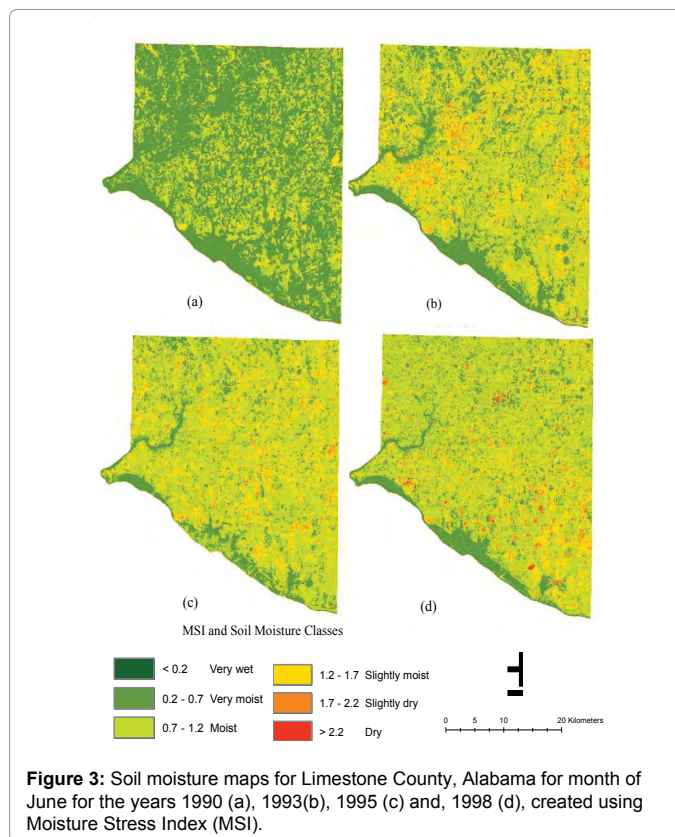 (a)
(b)
(c)
(d)
MSI and Soil Moisture Classes
< 0.2 Very wet
0.2 - 0.7 Very moist
0.7 - 1.2 Moist
1.2 - 1.7 Slightly moist
1.7 - 2.2 Slightly dry
> 2.2 Dry
0 5 10 20 Kilometers
Figure 3: Soil moisture maps for Limestone County, Alabama for month of
June for the years 1990 (a), 1993(b), 1995 (c) and, 1998 (d), created using
Moisture Stress Index (MSI).